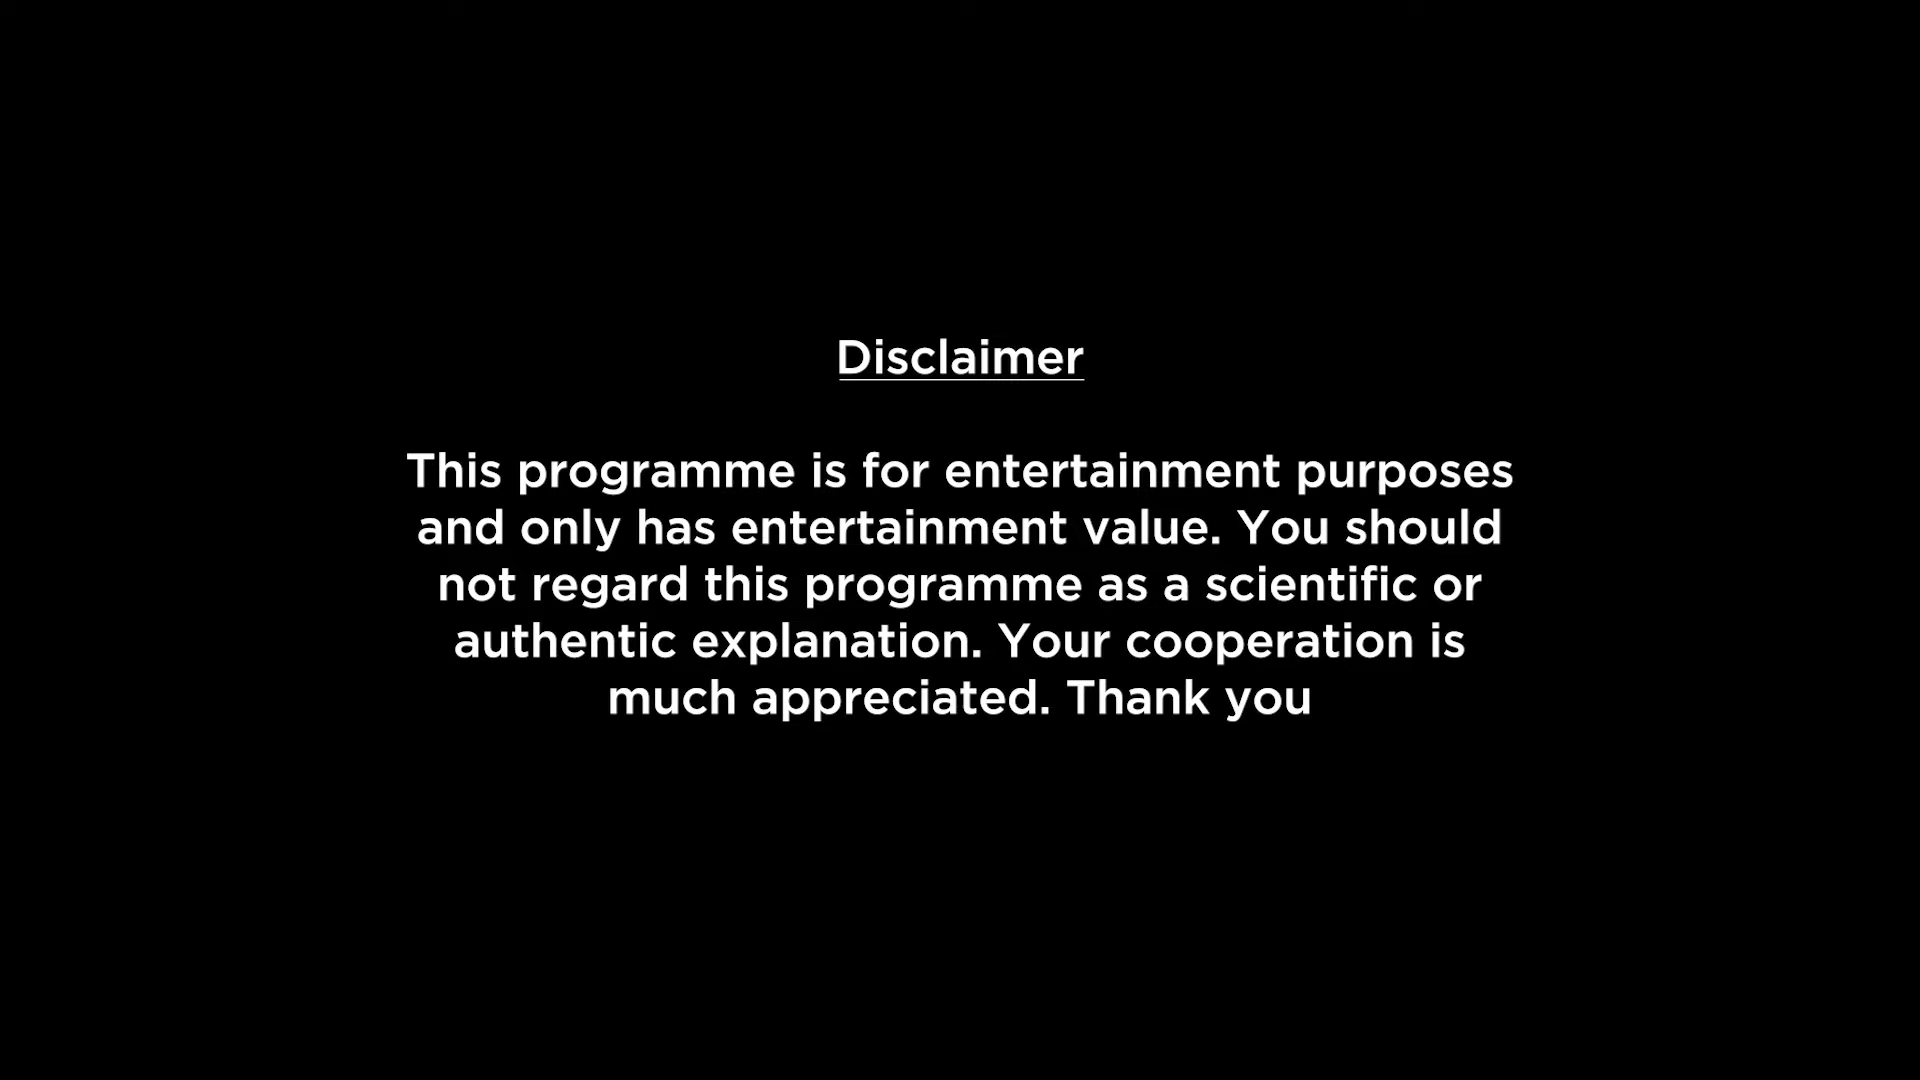 Disclaimer
This programme is for entertainment purposes
and only has entertainment value. You should
not regard this programme as a scientific or
authentic explanation. Your cooperation is
much appreciated. Thank you